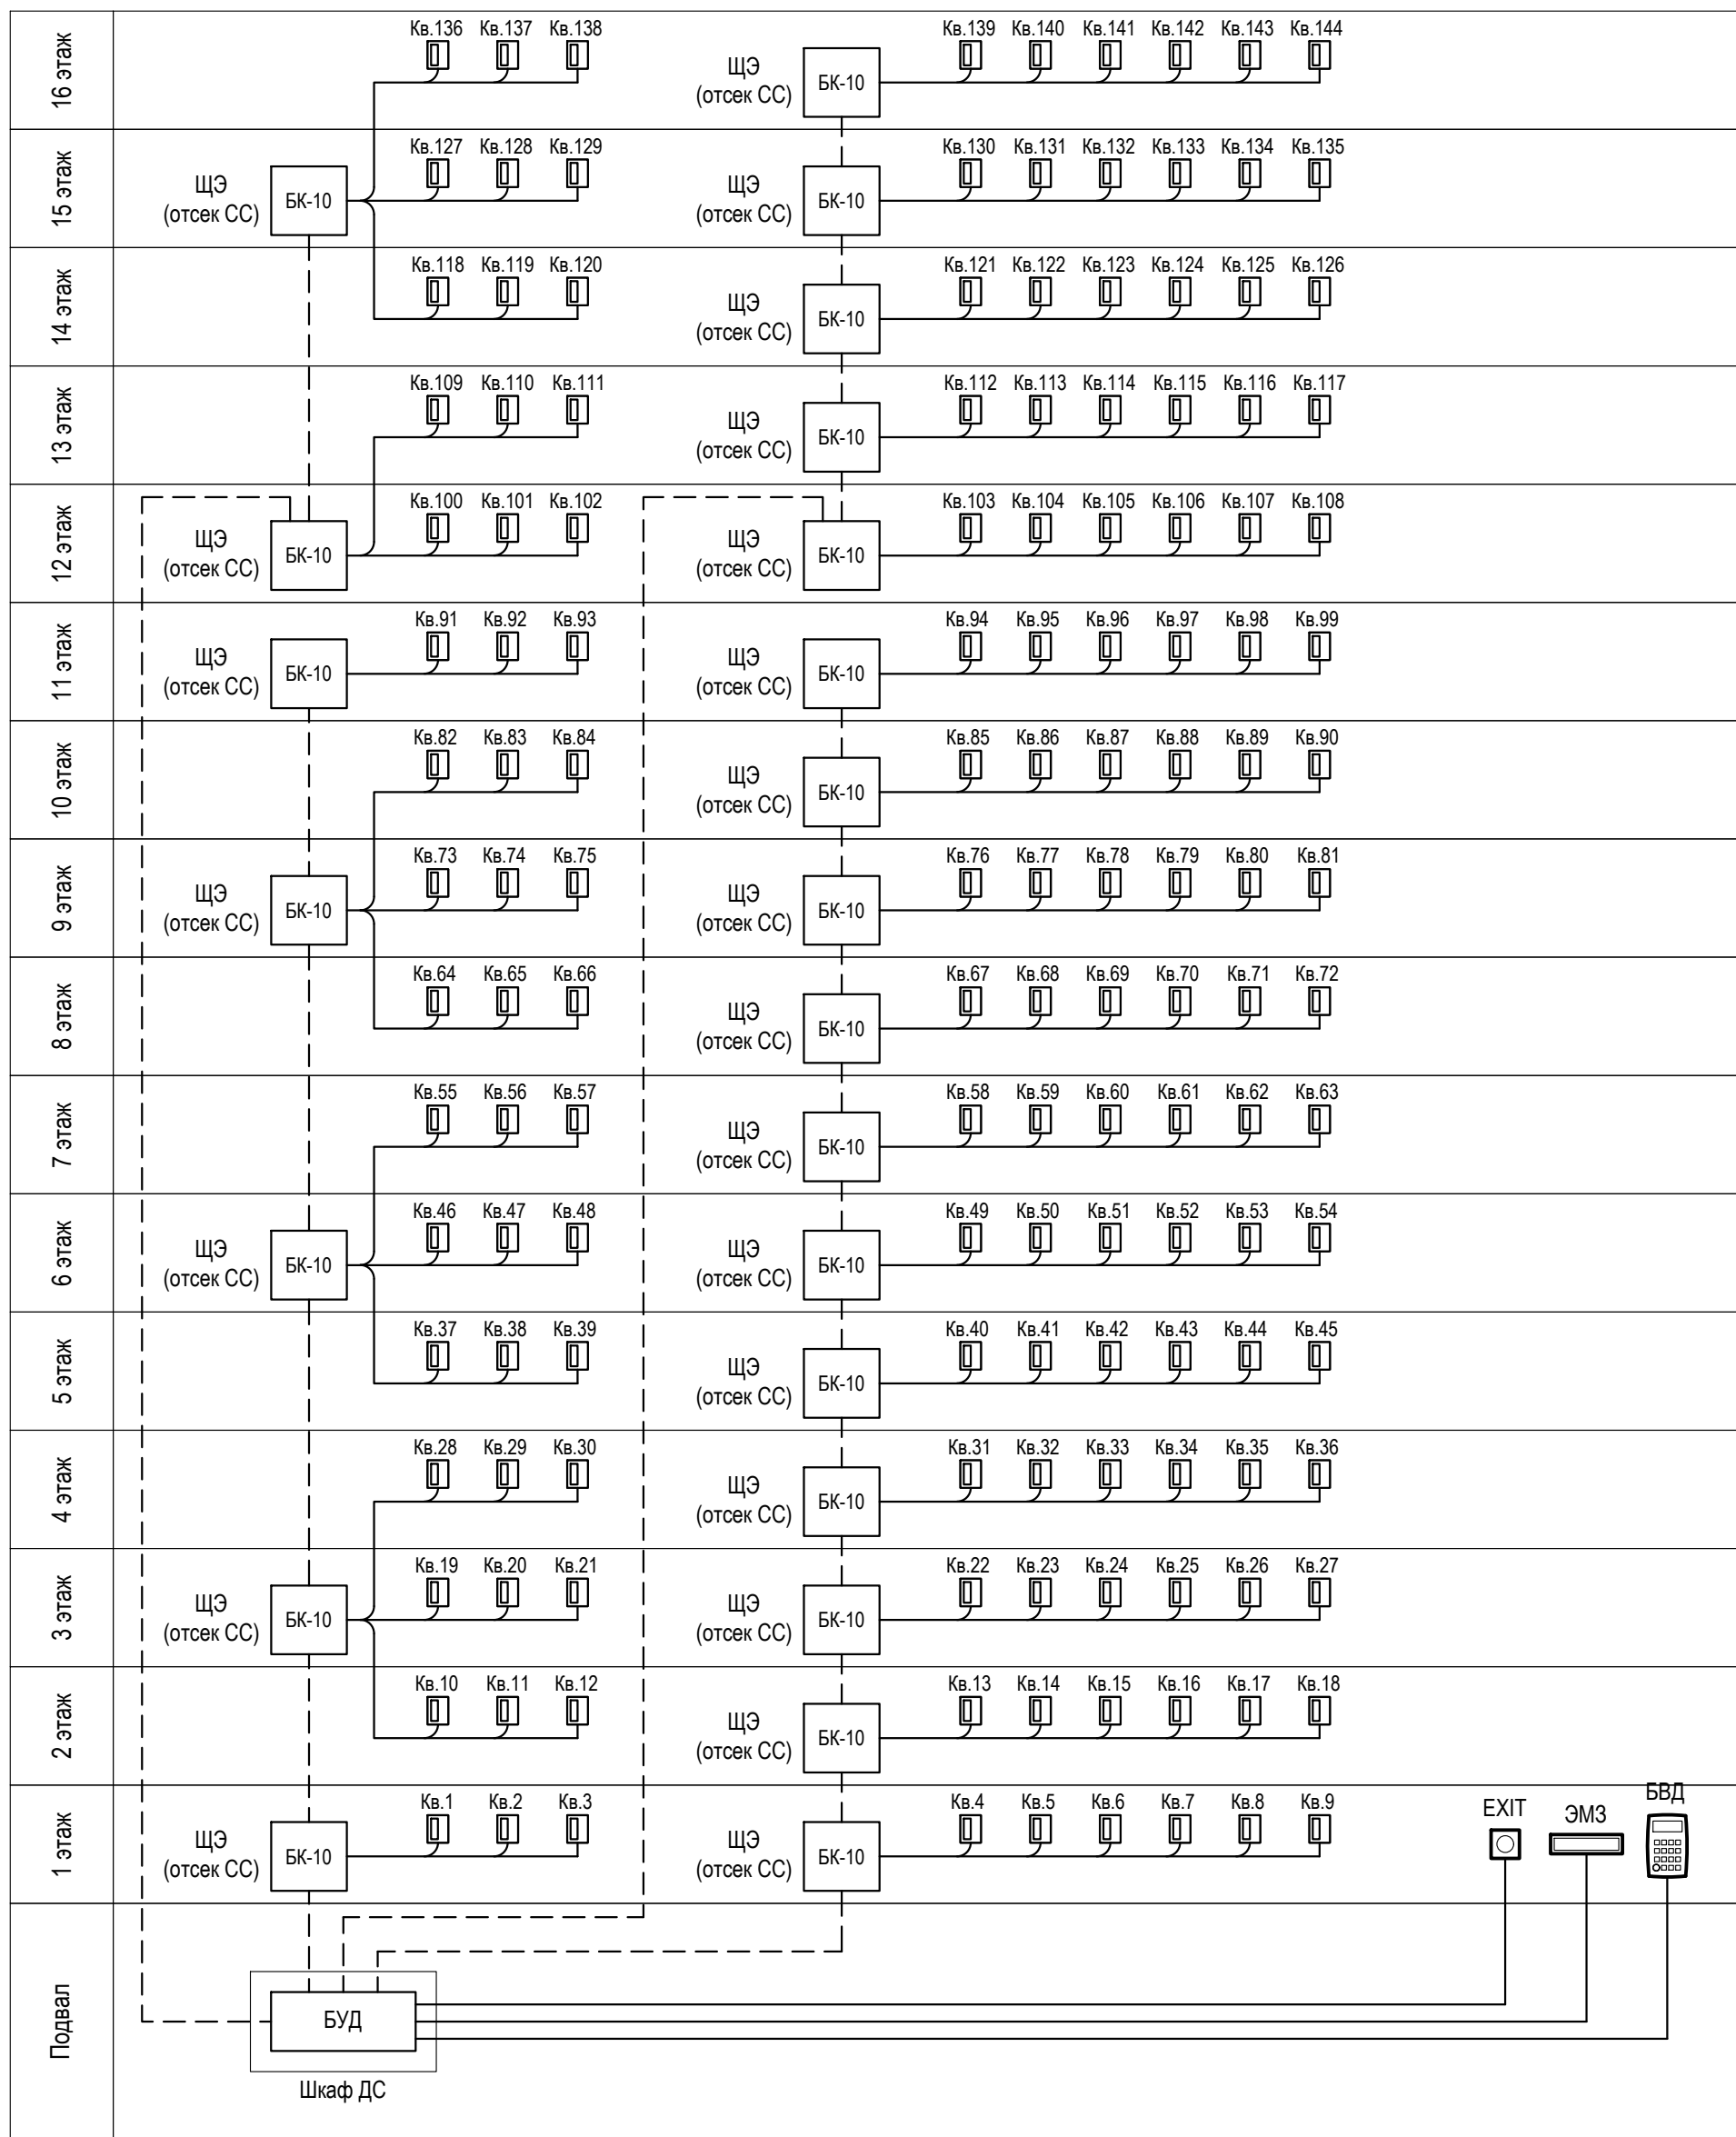 16 этаж
Кв.136 Кв.137 Кв.138
Кв.139 Кв.140 Кв.141 Кв.142 Кв.143 Кв.144
ЩЭ
(отсек СС)
БК-10
15 этаж
Кв.127 Кв.128 Кв.129
Кв.130 Кв.131 Кв.132 Кв.133 Кв.134 Кв.135
ЩЭ
(отсек СС)
БК-10
ЩЭ
(отсек СС)
БК-10
14 этаж
Кв.118 Кв.119 Кв.120
Кв.121 Кв.122 Кв.123 Кв.124 Кв.125 Кв.126
ЩЭ
(отсек СС)
БК-10
13 этаж
Кв.109 Кв.110 Кв.111
Кв.112 Кв.113 Кв.114 Кв.115 Кв.116 Кв.117
ЩЭ
(отсек СС)
БК-10
12 этаж
Кв.100 Кв.101 Кв.102
Кв.103 Кв.104 Кв.105 Кв.106 Кв.107 Кв.108
ЩЭ
(отсек СС)
БК-10
ЩЭ
(отсек СС)
БК-10
11 этаж
Кв.91 Кв.92 Кв.93
Кв.94 Кв.95 Кв.96 Кв.97 Кв.98 Кв.99
ЩЭ
(отсек СС)
БК-10
ЩЭ
(отсек СС)
БК-10
10 этаж
Кв.82 Кв.83 Кв.84
Кв.85 Кв.86 Кв.87 Кв.88 Кв.89 Кв.90
ЩЭ
(отсек СС)
БК-10
9 этаж
Кв.73 Кв.74 Кв.75
Кв.76 Кв.77 Кв.78 Кв.79 Кв.80 Кв.81
ЩЭ
(отсек СС)
БК-10
ЩЭ
(отсек СС)
БК-10
8 этаж
Кв.64 Кв.65 Кв.66
Кв.67 Кв.68 Кв.69 Кв.70 Кв.71 Кв.72
ЩЭ
(отсек СС)
БК-10
7 этаж
Кв.55 Кв.56 Кв.57
Кв.58 Кв.59 Кв.60 Кв.61 Кв.62 Кв.63
ЩЭ
(отсек СС)
БК-10
6 этаж
Кв.46 Кв.47 Кв.48
Кв.49 Кв.50 Кв.51 Кв.52 Кв.53 Кв.54
ЩЭ
(отсек СС)
БК-10
ЩЭ
(отсек СС)
БК-10
5 этаж
Кв.37 Кв.38 Кв.39
Кв.40 Кв.41 Кв.42 Кв.43 Кв.44 Кв.45
ЩЭ
(отсек СС)
БК-10
4 этаж
Кв.28 Кв.29 Кв.30
Кв.31 Кв.32 Кв.33 Кв.34 Кв.35 Кв.36
ЩЭ
(отсек СС)
БК-10
3 этаж
Кв.19 Кв.20 Кв.21
Кв.22 Кв.23 Кв.24 Кв.25 Кв.26 Кв.27
ЩЭ
(отсек СС)
БК-10
ЩЭ
(отсек СС)
БК-10
2 этаж
Кв.10 Кв.11 Кв.12
Кв.13 Кв.14 Кв.15 Кв.16 Кв.17 Кв.18
ЩЭ
(отсек СС)
БК-10
1 этаж
Кв.1 Кв.2 Кв.3
Кв.4 Кв.5 Кв.6 Кв.7 Кв.8 Кв.9
EXIT ЭМЗ БВД
ЩЭ
(отсек СС)
БК-10
ЩЭ
(отсек СС)
БК-10
Подвал
БУД
Шкаф ДС